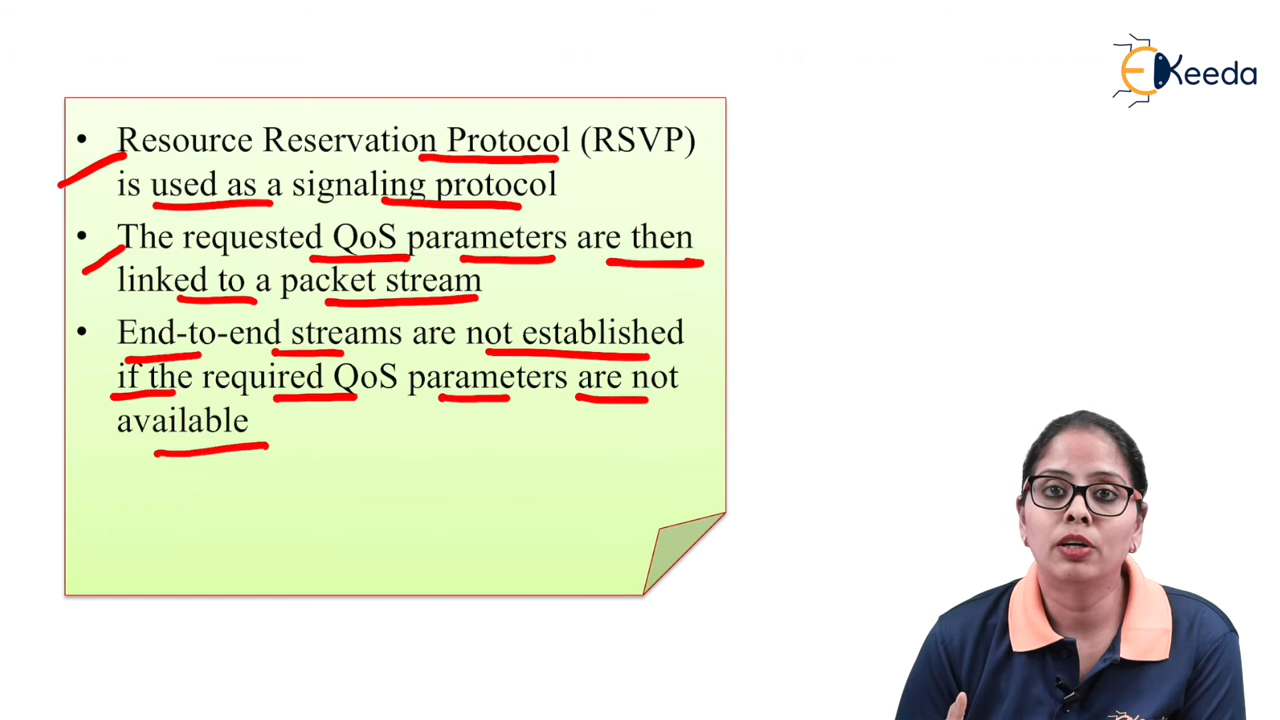 EKeeda
• Resource Reservation Protocol (RSVP)
is used as a signaling protocol
• The requested QoS parameters are then
linked to a packet stream
• End-to-end streams are not established
if the required QoS parameters are not
available